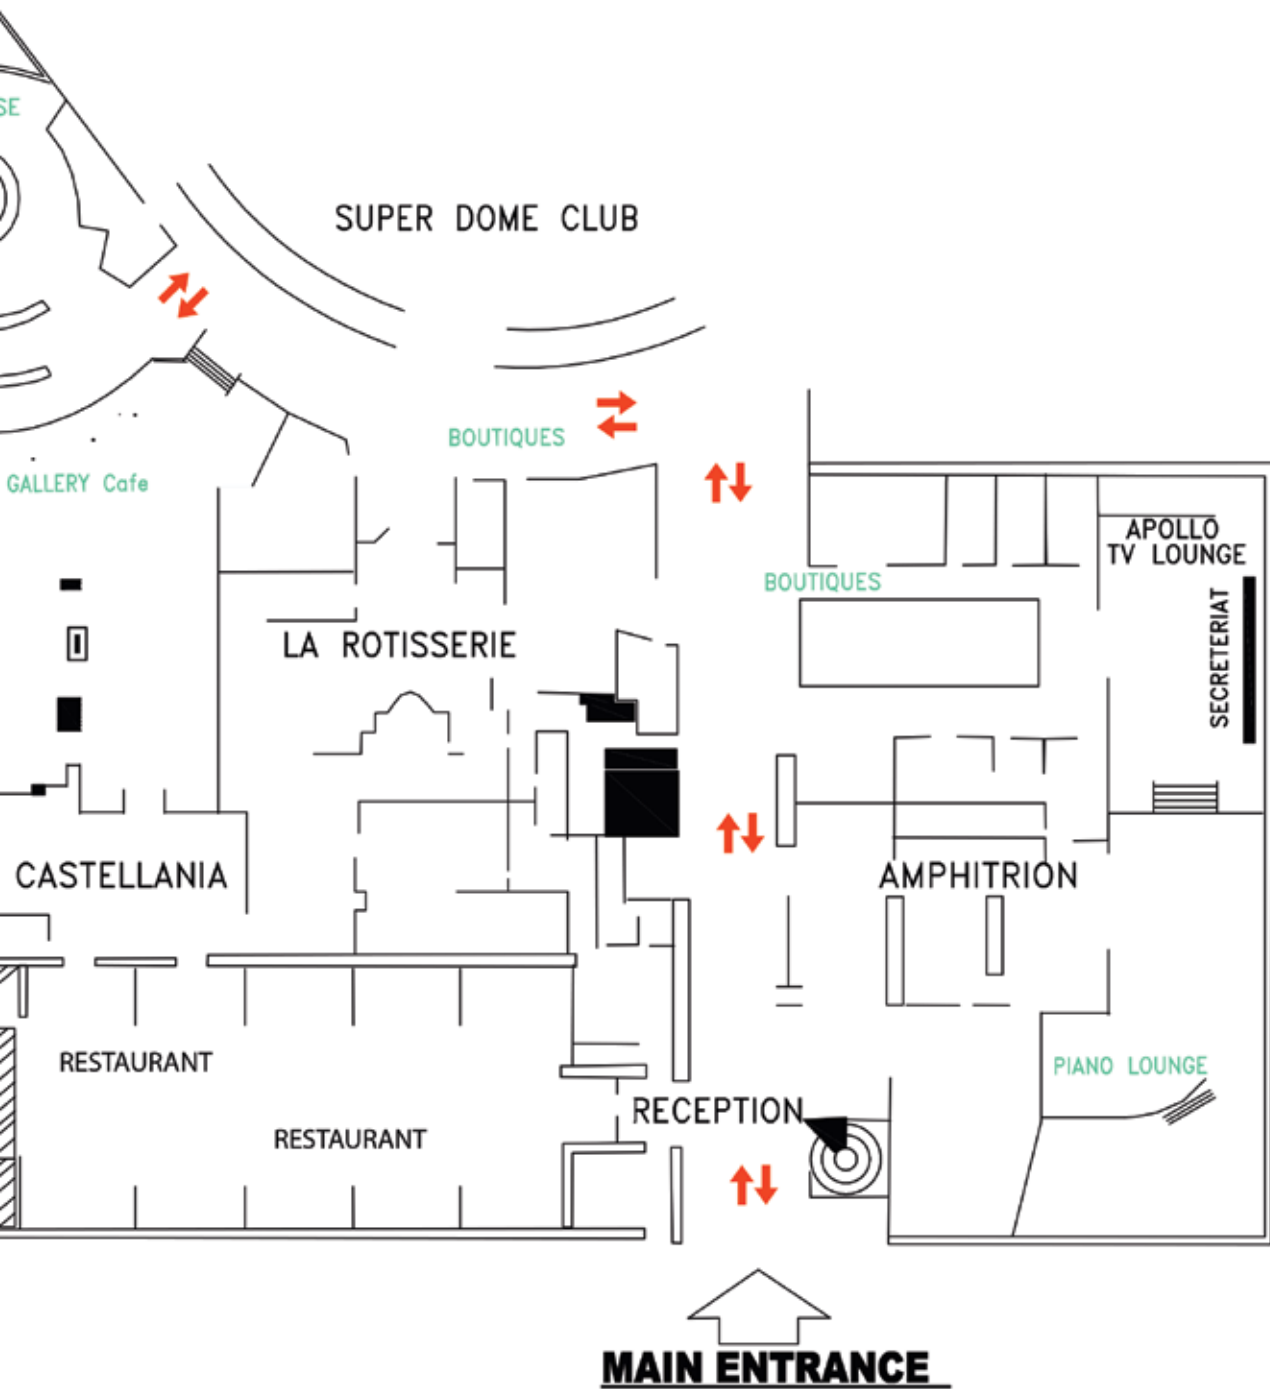 SE
SUPER DOME CLUB
BOUTIQUES
GALLERY Cafe
APOLLO
TV LOUNGE
BOUTIQUES
SECRETERIAT
LA ROTISSERIE
CASTELLANIA
AMPHITRION
RESTAURANT
PIANO LOUNGE
RECEPTION
RESTAURANT
MAIN ENTRANCE